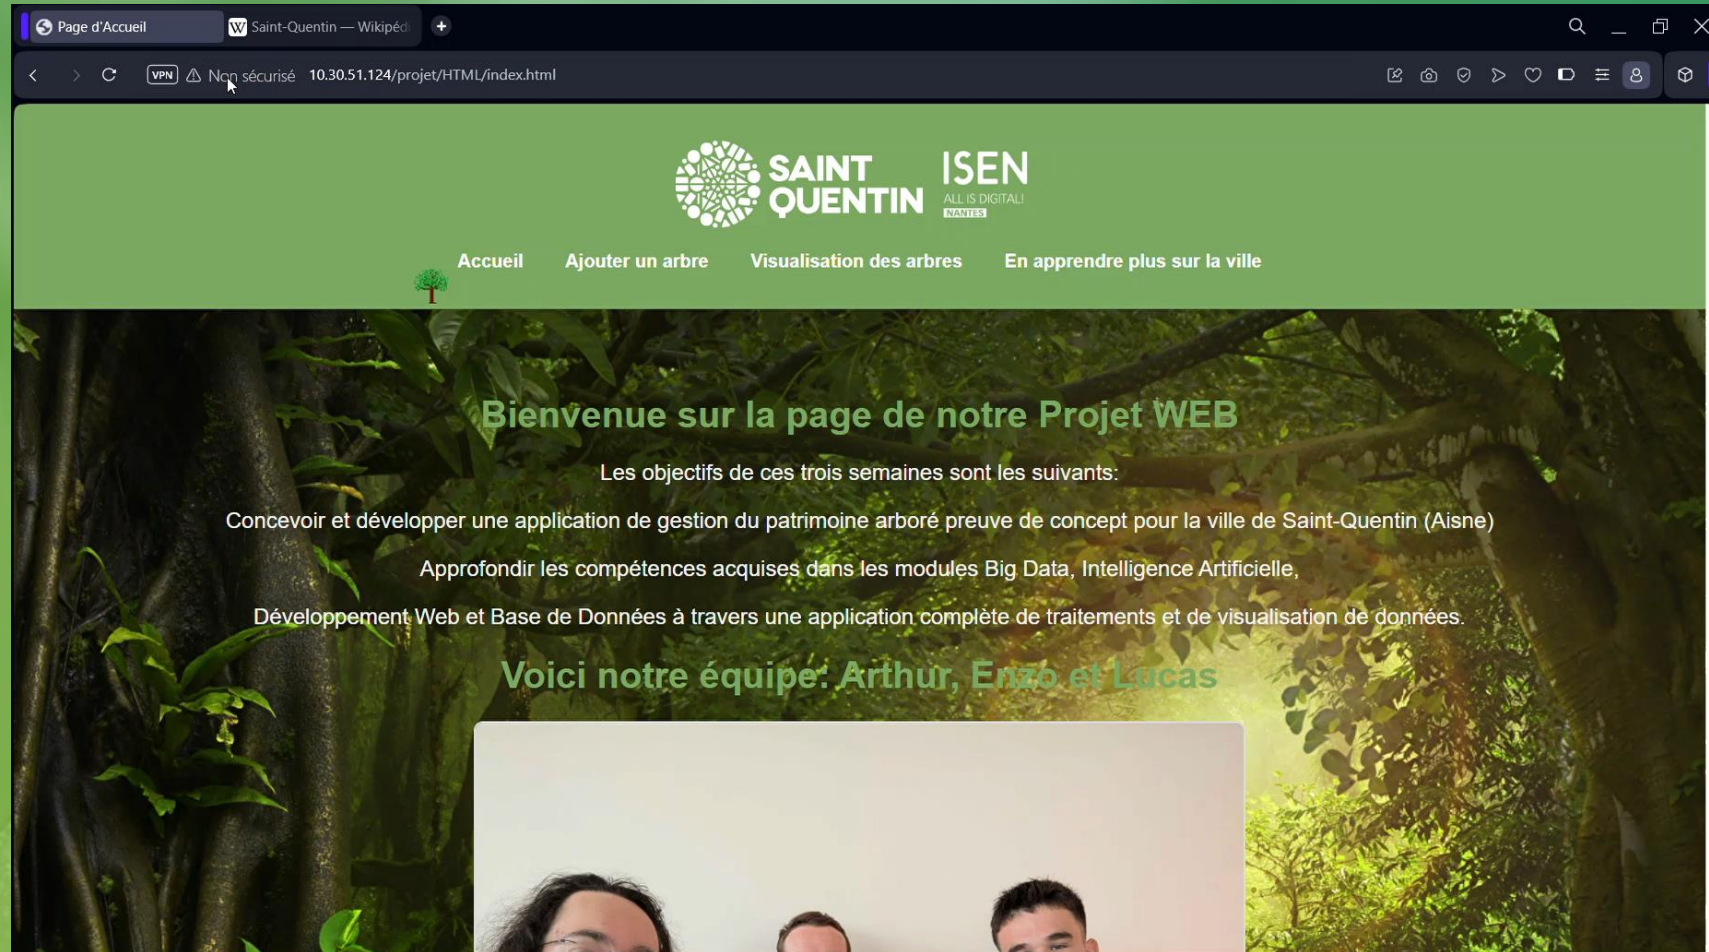 Page d'Accueil
Saint-Quentin — Wikipéd
VPN
Non sécurisé
10.30.51.124/projet/HTML/index.html
SAINT
QUENTIN
ISEN
ALL IS DIGITAL!
NANTES
Accueil
Ajouter un arbre
Visualisation des arbres
En apprendre plus sur la ville
Bienvenue sur la page de notre Projet WEB
Les objectifs de ces trois semaines sont les suivants:
Concevoir et développer une application de gestion du patrimoine arboré preuve de concept pour la ville de Saint-Quentin (Aisne)
Approfondir les compétences acquises dans les modules Big Data, Intelligence Artificielle,
Développement Web et Base de Données à travers une application complète de traitements et de visualisation de données.
Voici notre équipe: Arthur, Enzo et Lucas